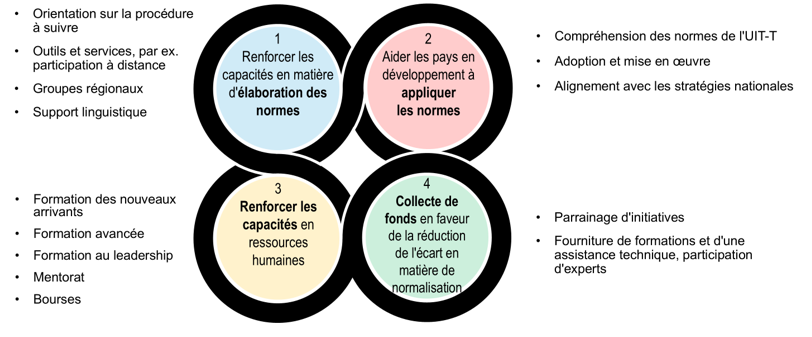 • Orientation sur la procédure
à suivre
• Outils et services, par ex.
participation à distance
• Groupes régionaux
• Support linguistique
1
Renforcer les
capacités en matière
d'élaboration des
normes
2
Aider les pays en
développement à
appliquer
les normes
• Compréhension des normes de l'UIT-T
• Adoption et mise en œuvre
• Alignement avec les stratégies nationales
• Formation des nouveaux
arrivants
• Formation avancée
• Formation au leadership
• Mentorat
• Bourses
3
Renforcer les
capacités en
ressources
humaines
4
Collecte de
fonds en faveur
de la réduction
de l'écart en
matière de
normalisation
• Parrainage d'initiatives
• Fourniture de formations et d'une
assistance technique, participation
d'experts